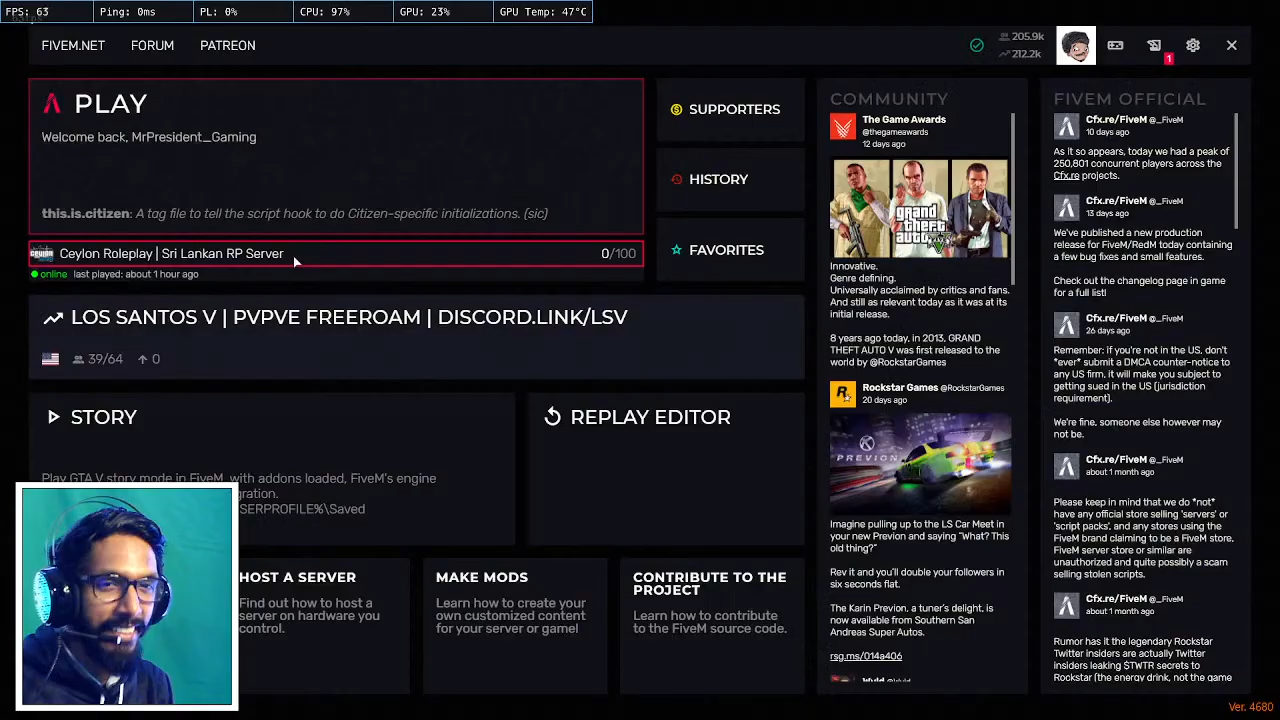 FPS: 63
Ping: 0ms
PL: 0%
CPU: 97%
GPU: 23%
GPU Temp: 47°C
FIVEM.NET
FORUM
PATREON
205.9k
212.2k
1
PLAY
Welcome back, MrPresident_Gaming
this.is.citizen: A tag file to tell the script hook to do Citizen-specific initializations. (sic)
Ceylon Roleplay | Sri Lankan RP Server
0/100
online
last played: about 1 hour ago
SUPPORTERS
HISTORY
FAVORITES
LOS SANTOS V | PVPVE FREEROAM | DISCORD.LINK/LSV
39/64
0
STORY
Play GTA V story mode in FiveM, with addons loaded, FiveM's engine
gration.
SERPROFILE%\Saved
REPLAY EDITOR
HOST A SERVER
Find out how to host a
server on hardware you
control.
MAKE MODS
Learn how to create your
own customized content
for your server or game!
CONTRIBUTE TO THE
PROJECT
Learn how to contribute
to the FiveM source code.
COMMUNITY
The Game Awards
@thegameawards
12 days ago
grand
theft
auto
V
Innovative.
Genre defining.
Universally acclaimed by critics and fans.
And still as relevant today as it was at its
initial release.
8 years ago today, in 2013, GRAND
THEFT AUTO V was first released to the
world by @RockstarGames
Rockstar Games @RockstarGames
20 days ago
PREVION
Imagine pulling up to the LS Car Meet in
your new Previon and saying "What? This
old thing?"
Rev it and you'll double your followers in
six seconds flat.
The Karin Previon, a tuner's delight, is
now available from Southern San
Andreas Super Autos.
rsg.ms/014a406
FIVEM OFFICIAL
Cfx.re/FiveM @_FiveM
10 days ago
As it so appears, today we had a peak of
250,801 concurrent players across the
Cfx.re projects.
Cfx.re/FiveM @_FiveM
13 days ago
We've published a new production
release for FiveM/RedM today containing
a few bug fixes and small features.
Check out the changelog page in game
for a full list!
Cfx.re/FiveM @_FiveM
26 days ago
Remember: if you're not in the US, don't
*ever* submit a DMCA counter-notice to
any US firm, it will make you subject to
getting sued in the US (jurisdiction
requirement).
We're fine, someone else however may
not be.
Cfx.re/FiveM @_FiveM
about 1 month ago
Please keep in mind that we do *not*
have any official store selling 'servers' or
'script packs', and any stores using the
FiveM brand claiming to be a FiveM store.
FiveM server store or similar are
unauthorized and quite possibly a scam
selling stolen scripts.
Cfx.re/FiveM @_FiveM
about 1 month ago
Rumor has it the legendary Rockstar
Twitter insiders are actually Twitter
insiders leaking $TWTR secrets to
Rockstar (the energy drink, not the game
Ver. 4680